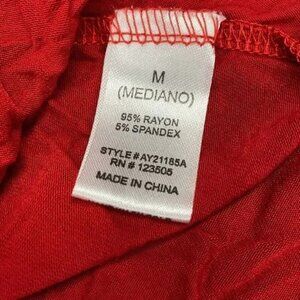 M
(MEDIANO)
95% RAYON
5% SPANDEX
STYLE#AY21185A
RN # 123505
MADE IN CHINA